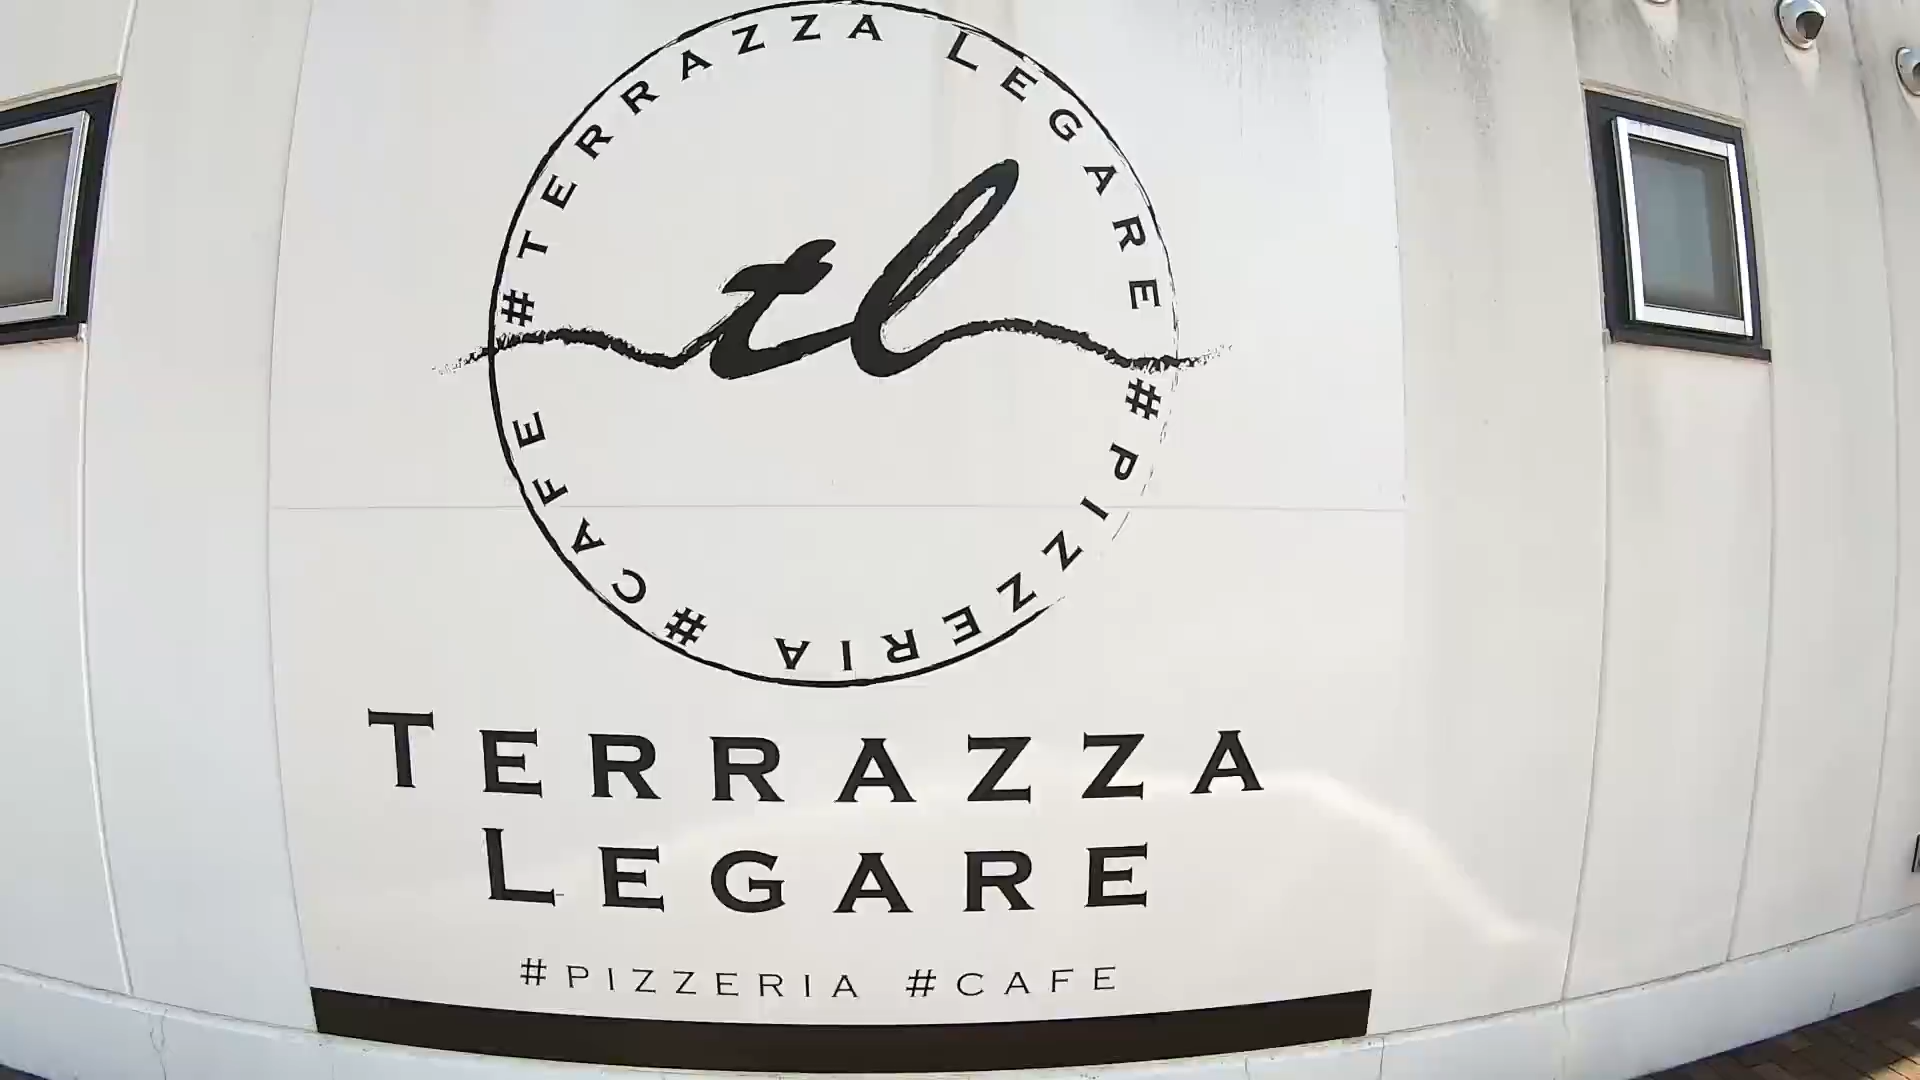 #TERRAZZA LEGARE #PIZZERIA #CAFE
tl
TERRAZZA
LEGARE
#PIZZERIA #CAFE